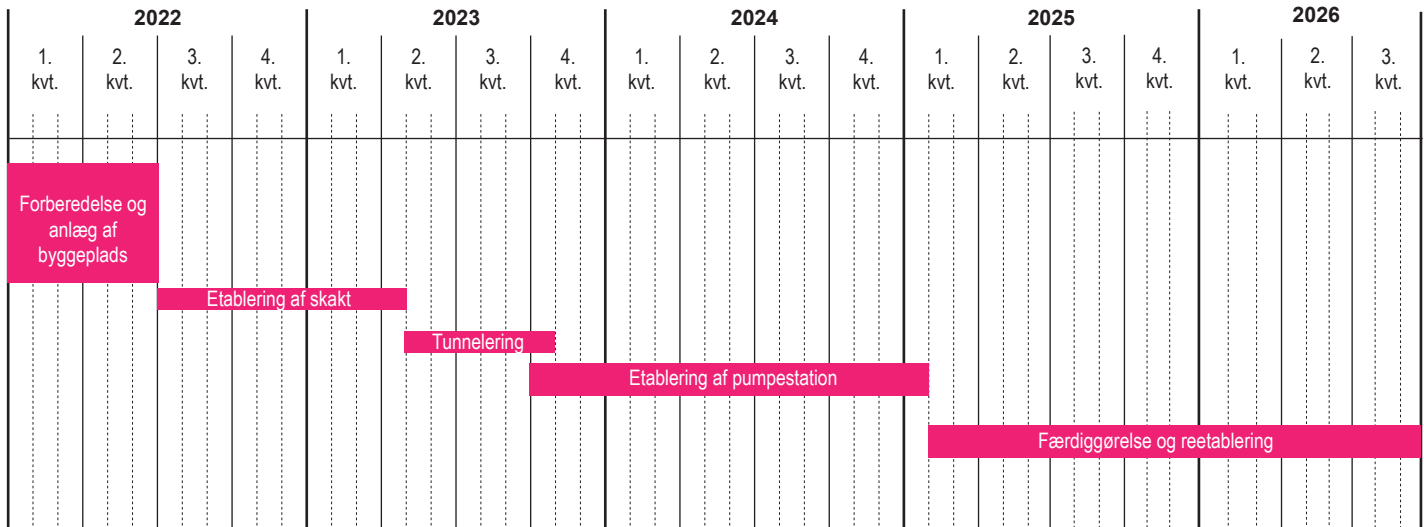 2022 2023 2024 2025 2026
1. 2. 3. 4. 1. 2. 3. 4. 1. 2. 3. 4. 1. 2. 3. 4. 1. 2. 3.
kvt. kvt. kvt. kvt. kvt. kvt. kvt. kvt. kvt. kvt. kvt. kvt. kvt. kvt. kvt. kvt. kvt. kvt. kvt.
Forberedelse og
anlæg af
byggeplads
Etablering af skakt
Tunnelering
Etablering af pumpestation
Færdiggørelse og reetablering